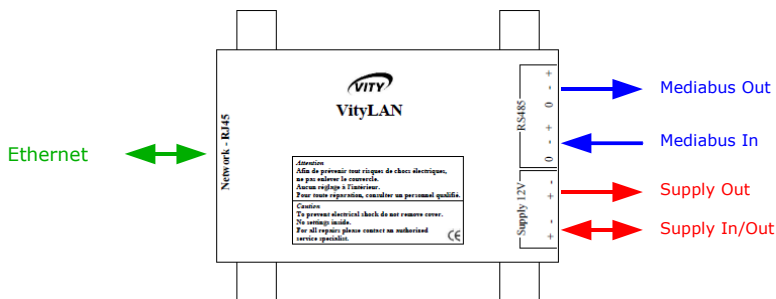 VITY
VityLAN
Ethernet
Network - RJ45
Attention
Afin de prévenir tout risques de chocs électriques,
ne pas enlever le couvercle.
Aucun réglage à l'intérieur.
Pour toute réparation, consulter un personnel qualifié.
Caution
To prevent electrical shock do not remove cover.
No settings inside.
For all repairs please contact an authorized
service specialist.
CE
RS485
0 - +
0 - +
Supply 12V
+ -
+ -
Mediabus Out
Mediabus In
Supply Out
Supply In/Out